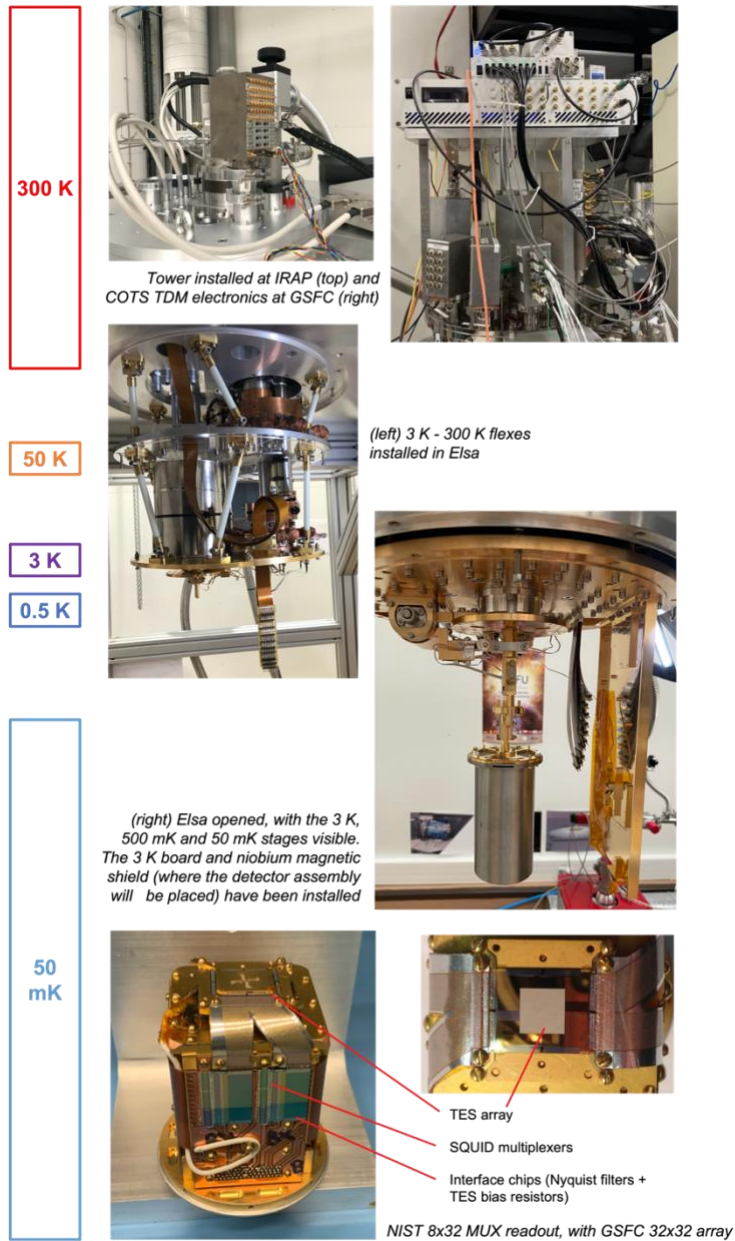 300 K
Tower installed at IRAP (top) and
COTS TDM electronics at GSFC (right)
50 K
(left) 3 K - 300 K flexes
installed in Elsa
3 K
0.5 K
(right) Elsa opened, with the 3 K,
500 mK and 50 mK stages visible.
The 3 K board and niobium magnetic
shield (where the detector assembly
will be placed) have been installed
50
mK
TES array
SQUID multiplexers
Interface chips (Nyquist filters +
TES bias resistors)
NIST 8x32 MUX readout, with GSFC 32x32 array